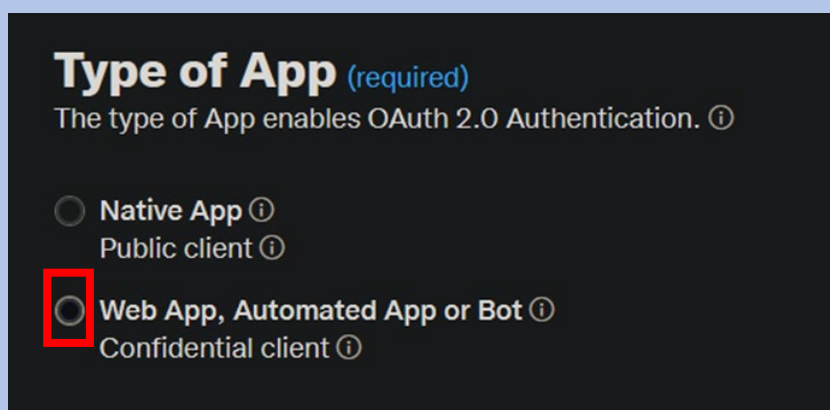 Type of App (required)
The type of App enables OAuth 2.0 Authentication.
Native App
Public client
Web App, Automated App or Bot
Confidential client